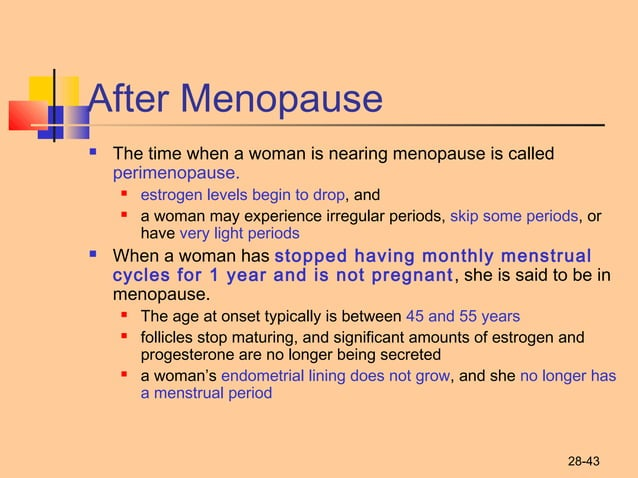 After Menopause
The time when a woman is nearing menopause is called
perimenopause.
estrogen levels begin to drop, and
a woman may experience irregular periods, skip some periods, or
have very light periods
When a woman has stopped having monthly menstrual
cycles for 1 year and is not pregnant, she is said to be in
menopause.
The age at onset typically is between 45 and 55 years
follicles stop maturing, and significant amounts of estrogen and
progesterone are no longer being secreted
a woman’s endometrial lining does not grow, and she no longer has
a menstrual period
28-43